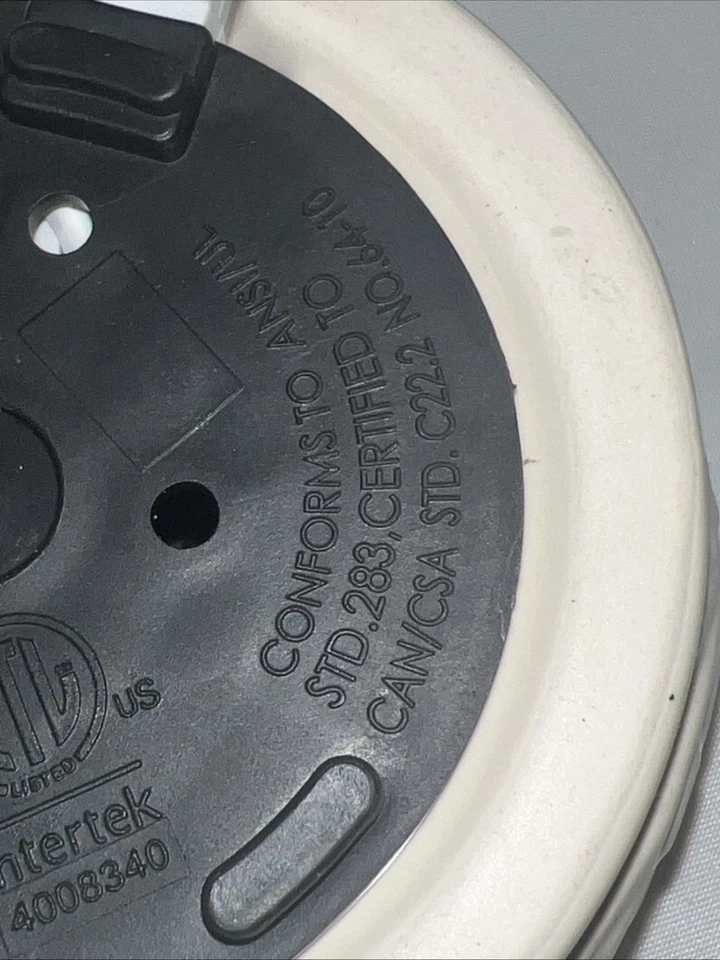 CONFORMS TO ANSI/UL
STD.283,CERTIFIED TO
CAN/CSA STD. C22.2 NO.64-10
US
LISTED
Intertek
4008340